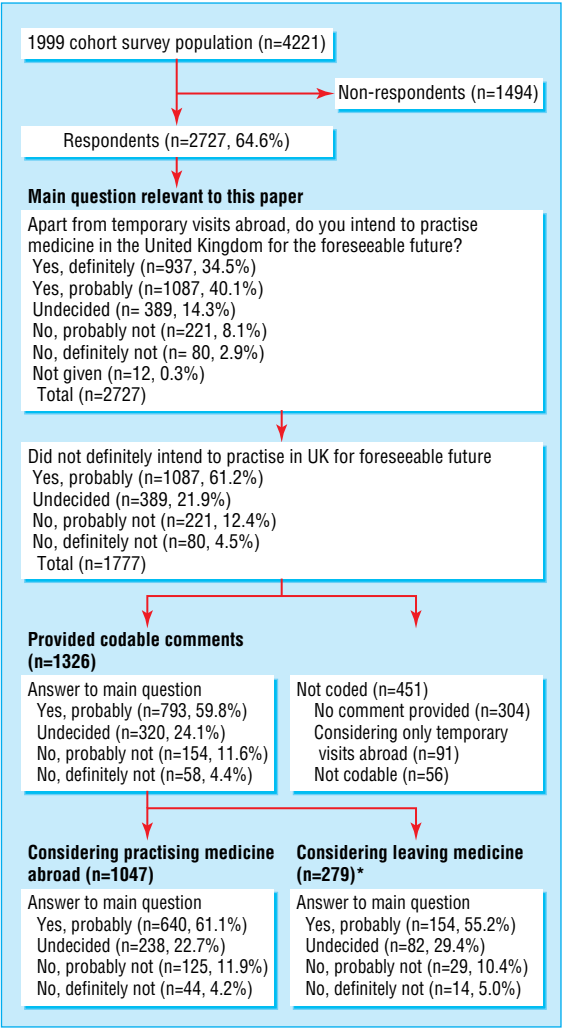 1999 cohort survey population (n=4221)
Non-respondents (n=1494)
Respondents (n=2727, 64.6%)
Main question relevant to this paper
Apart from temporary visits abroad, do you intend to practise
medicine in the United Kingdom for the foreseeable future?
Yes, definitely (n=937, 34.5%)
Yes, probably (n=1087, 40.1%)
Undecided (n= 389, 14.3%)
No, probably not (n=221, 8.1%)
No, definitely not (n= 80, 2.9%)
Not given (n=12, 0.3%)
Total (n=2727)
Did not definitely intend to practise in UK for foreseeable future
Yes, probably (n=1087, 61.2%)
Undecided (n=389, 21.9%)
No, probably not (n=221, 12.4%)
No, definitely not (n=80, 4.5%)
Total (n=1777)
Provided codable comments
(n=1326)
Answer to main question
Yes, probably (n=793, 59.8%)
Undecided (n=320, 24.1%)
No, probably not (n=154, 11.6%)
No, definitely not (n=58, 4.4%)
Not coded (n=451)
No comment provided (n=304)
Considering only temporary
visits abroad (n=91)
Not codable (n=56)
Considering practising medicine
abroad (n=1047)
Answer to main question
Yes, probably (n=640, 61.1%)
Undecided (n=238, 22.7%)
No, probably not (n=125, 11.9%)
No, definitely not (n=44, 4.2%)
Considering leaving medicine
(n=279)*
Answer to main question
Yes, probably (n=154, 55.2%)
Undecided (n=82, 29.4%)
No, probably not (n=29, 10.4%)
No, definitely not (n=14, 5.0%)